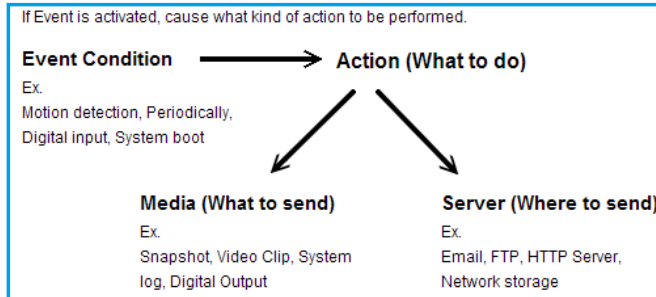 If Event is activated, cause what kind of action to be performed.
Event Condition
Ex.
Motion detection, Periodically,
Digital input, System boot
Action (What to do)
Media (What to send)
Ex.
Snapshot, Video Clip, System
log, Digital Output
Server (Where to send)
Ex.
Email, FTP, HTTP Server,
Network storage